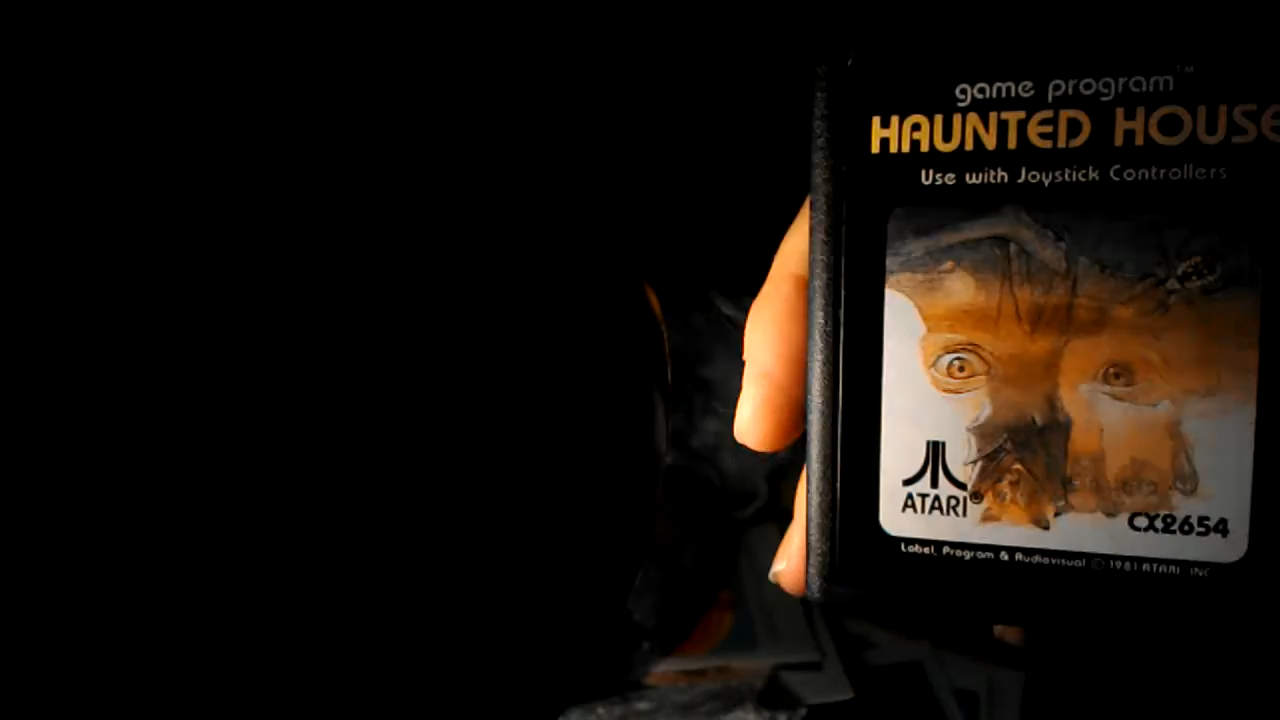 game program™
HAUNTED HOUSE
Use with Joystick Controllers
ATARI®
CX2654
Label, Program & Audiovisual © 1981 ATARI, INC.